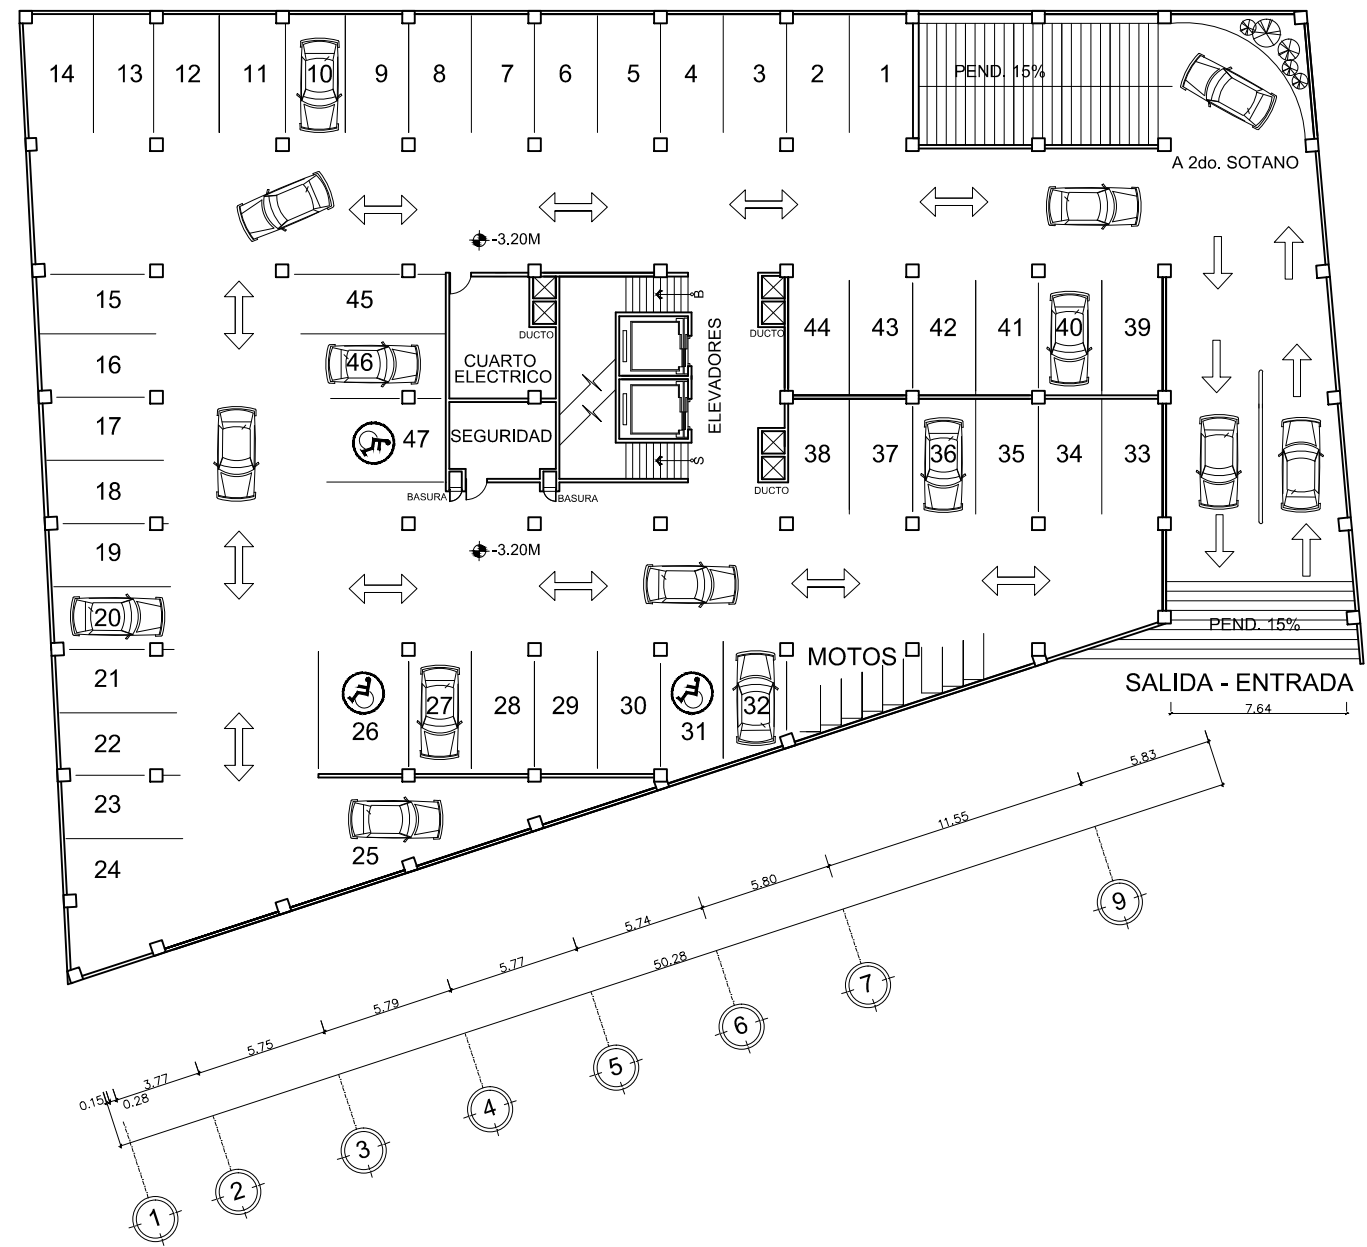 14 13 12 11 10 9 8 7 6 5 4 3 2 1
PEND. 15%
A 2do. SOTANO
-3.20M
15
45
B
DUCTO
DUCTO
44 43 42 41 40 39
16
46
CUARTO
ELECTRICO
ELEVADORES
17
47
SEGURIDAD
38 37 36 35 34 33
S
18
BASURA
BASURA
DUCTO
19
-3.20M
20
PEND. 15%
21
MOTOS
SALIDA - ENTRADA
7.64
26
27
28
29
30
31
32
22
23
25
24
5.83
11.55
5.80
5.74
5.77
5.79
5.75
3.77
0.28
0.15
50.28
9
7
6
5
4
3
2
1